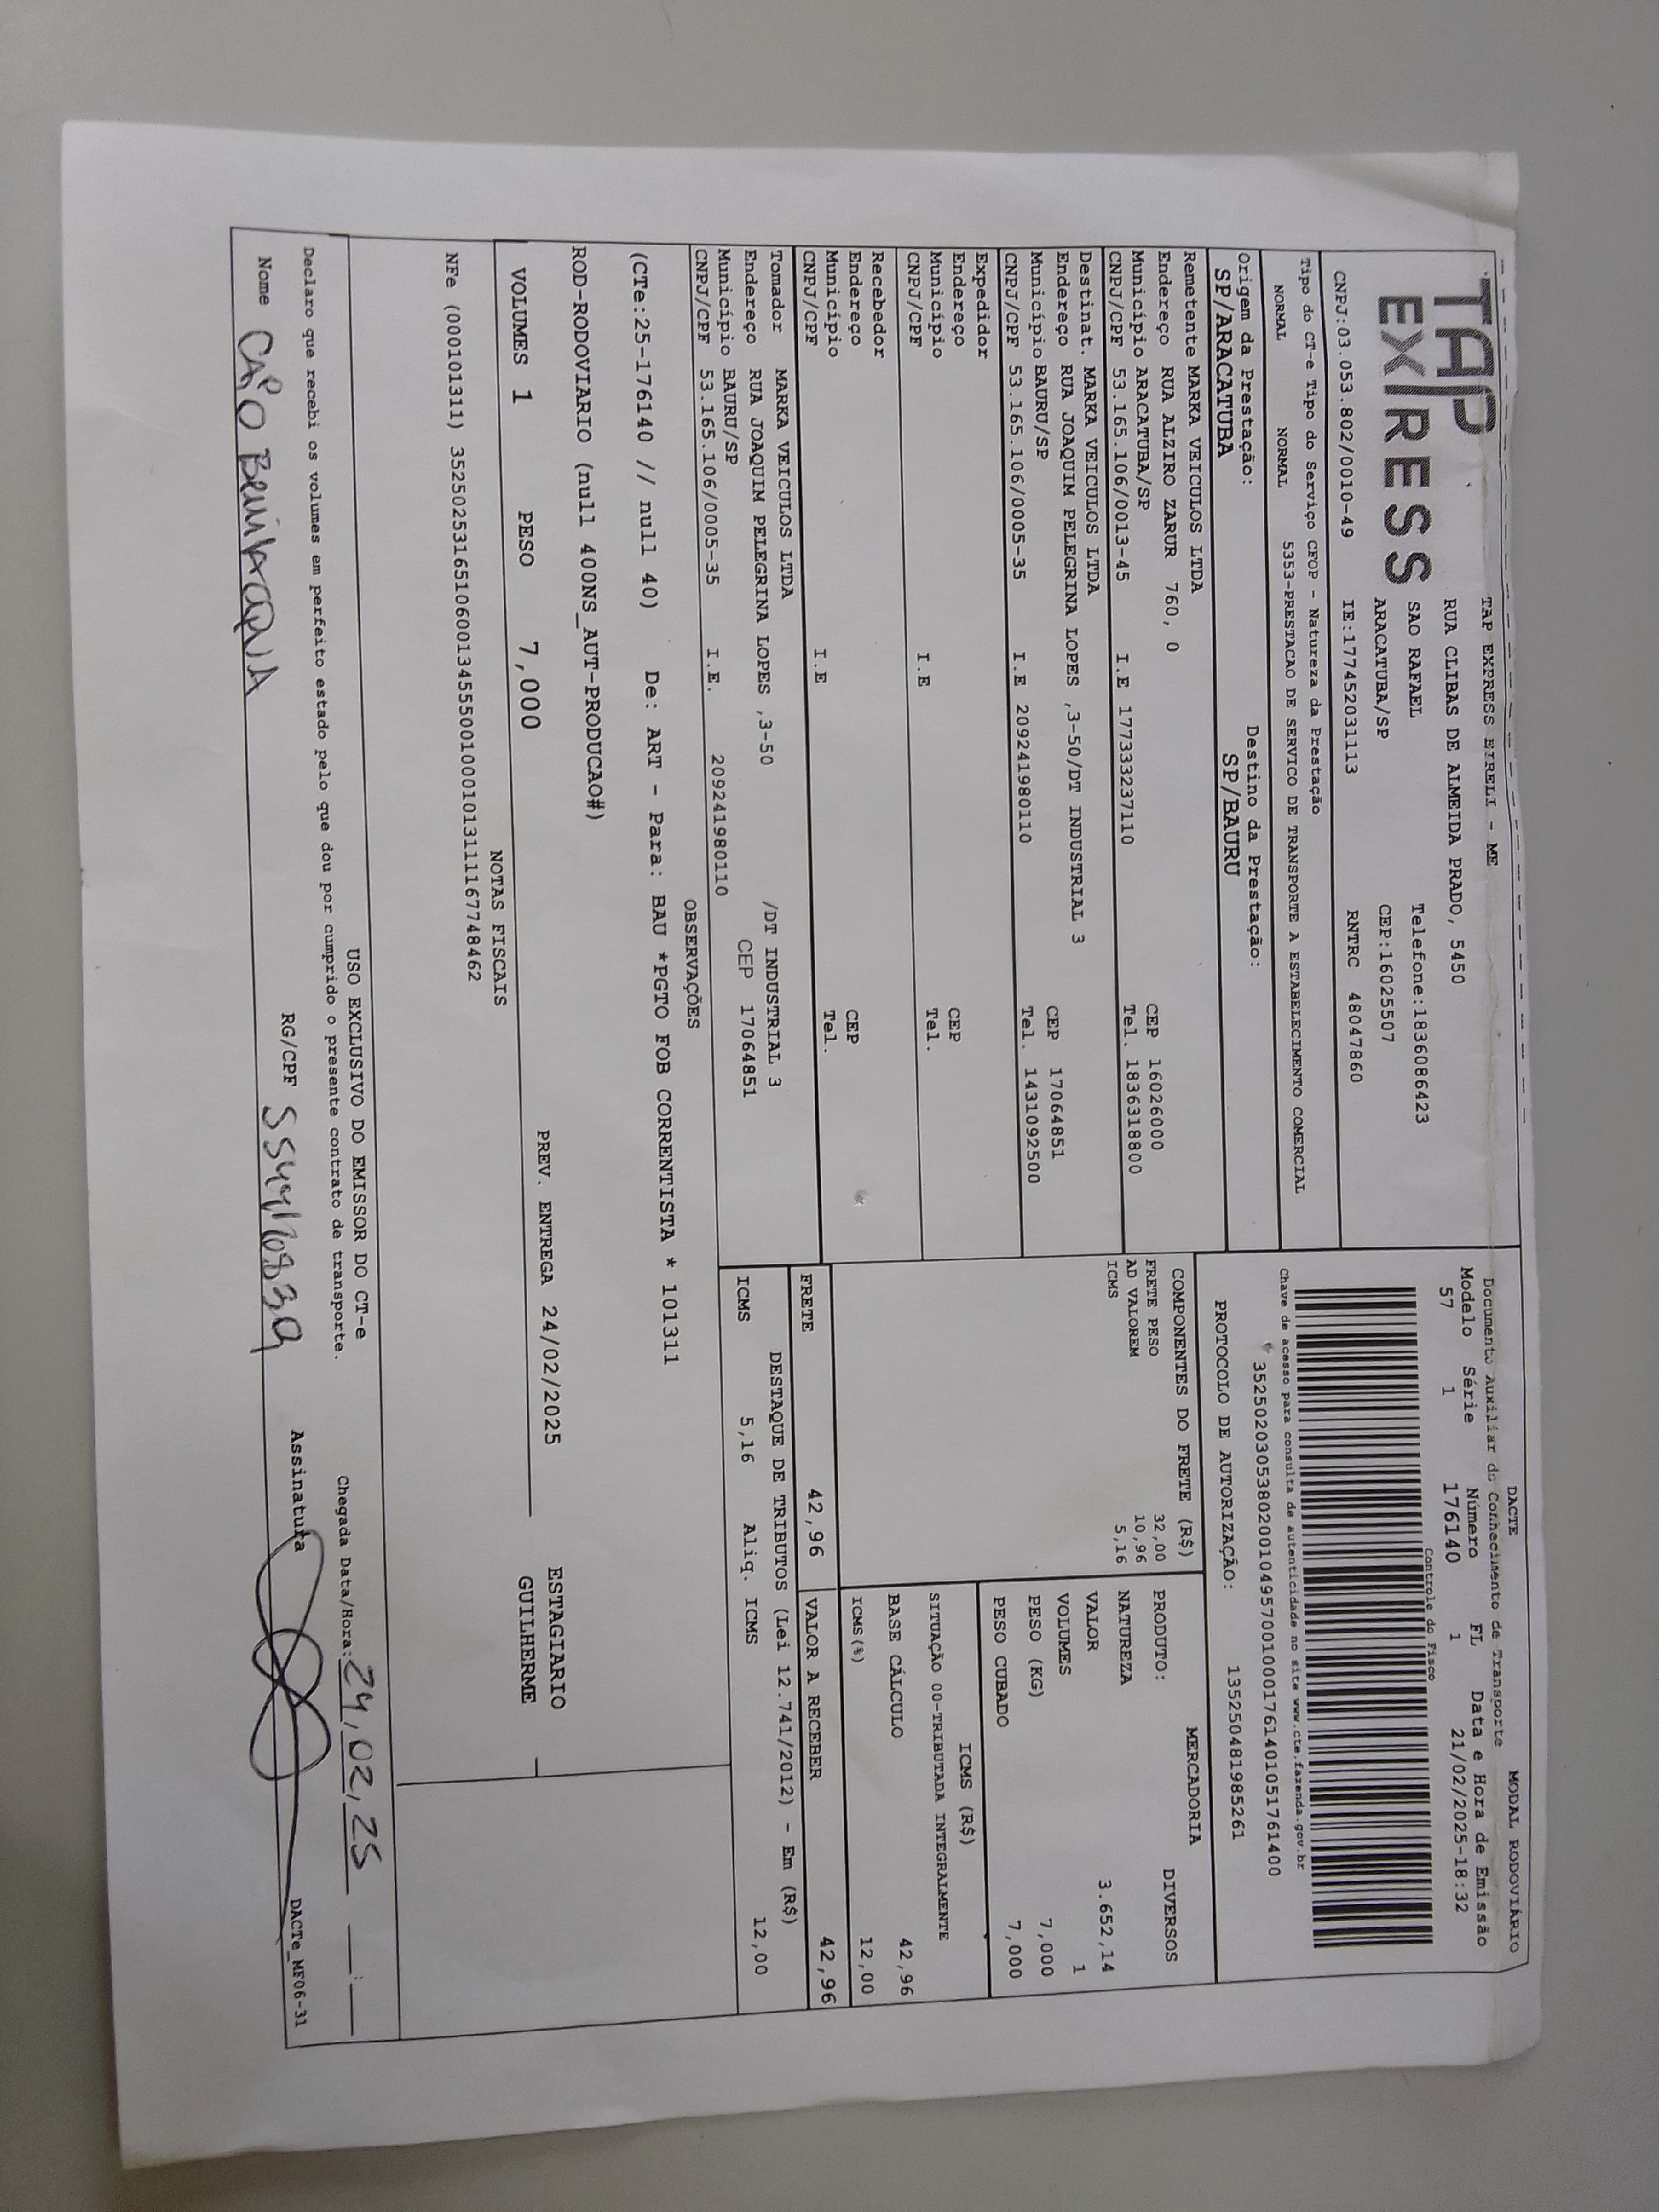 TAP
EX/RESS
TAP EXPRESS EIRELI - ME
RUA CLIBAS DE ALMEIDA PRADO, 5450
SAO RAFAEL Telefone:1836086423
ARACATUBA/SP CEP:16025507
CNPJ:03.053.802/0010-49 IE:177452031113 RNTRC 48047860
Tipo do CT-e Tipo do Serviço CFOP - Natureza da Prestação
NORMAL NORMAL 5353-PRESTACAO DE SERVICO DE TRANSPORTE A ESTABELECIMENTO COMERCIAL
Origem da Prestação: Destino da Prestação:
SP/ARACATUBA SP/BAURU
DACTE MODAL RODOVIÁRIO
Documento Auxiliar do Conhecimento de Transporte
Modelo Série Número FL Data e Hora de Emissão
57 1 176140 1 21/02/2025-18:32
Controle do Fisco
Chave de acesso para consulta de autenticidade no site www.cte.fazenda.gov.br
35250203053802001049570010001761401051761400
PROTOCOLO DE AUTORIZAÇÃO: 135250481985261
Remetente MARKA VEICULOS LTDA
Endereço RUA ALZIRO ZARUR 760, 0 CEP 16026000
Município ARACATUBA/SP Tel. 1836318800
CNPJ/CPF 53.165.106/0013-45 I.E 177333237110
Destinat. MARKA VEICULOS LTDA
Endereço RUA JOAQUIM PELEGRINA LOPES ,3-50/DT INDUSTRIAL 3
Município BAURU/SP CEP 17064851
CNPJ/CPF 53.165.106/0005-35 I.E 209241980110 Tel. 1431092500
Expedidor
Endereço
Município CEP
CNPJ/CPF I.E Tel.
Recebedor
Endereço
Município CEP
CNPJ/CPF I.E Tel.
Tomador MARKA VEICULOS LTDA
Endereço RUA JOAQUIM PELEGRINA LOPES ,3-50 /DT INDUSTRIAL 3
Município BAURU/SP CEP 17064851
CNPJ/CPF 53.165.106/0005-35 I.E. 209241980110
COMPONENTES DO FRETE (R$)
FRETE PESO 32,00
AD VALOREM 10,96
ICMS 5,16
MERCADORIA
PRODUTO: DIVERSOS
NATUREZA
VALOR 3.652,14
VOLUMES 1
PESO (KG) 7,000
PESO CUBADO 7,000
ICMS (R$)
SITUAÇÃO 00-TRIBUTADA INTEGRALMENTE
BASE CÁLCULO 42,96
ICMS(%) 12,00
FRETE 42,96 VALOR A RECEBER 42,96
DESTAQUE DE TRIBUTOS (Lei 12.741/2012) - Em (R$)
ICMS 5,16 Aliq. ICMS 12,00
OBSERVAÇÕES
(CTe:25-176140 // null 40) De: ART - Para: BAU *PGTO FOB CORRENTISTA * 101311
ROD-RODOVIARIO (null 400NS_AUT-PRODUCAO#)
VOLUMES 1 PESO 7,000 PREV. ENTREGA 24/02/2025 ESTAGIARIO
GUILHERME
NOTAS FISCAIS
NFe (000101311) 35250253165106001345550010001013111167748462
USO EXCLUSIVO DO EMISSOR DO CT-e
Declaro que recebi os volumes em perfeito estado pelo que dou por cumprido o presente contrato de transporte.
Chegada Data/Hora: 24/02/25 __:__
Nome CAIO BEVILACQUA RG/CPF Assinatura
DACTe_MF06-31